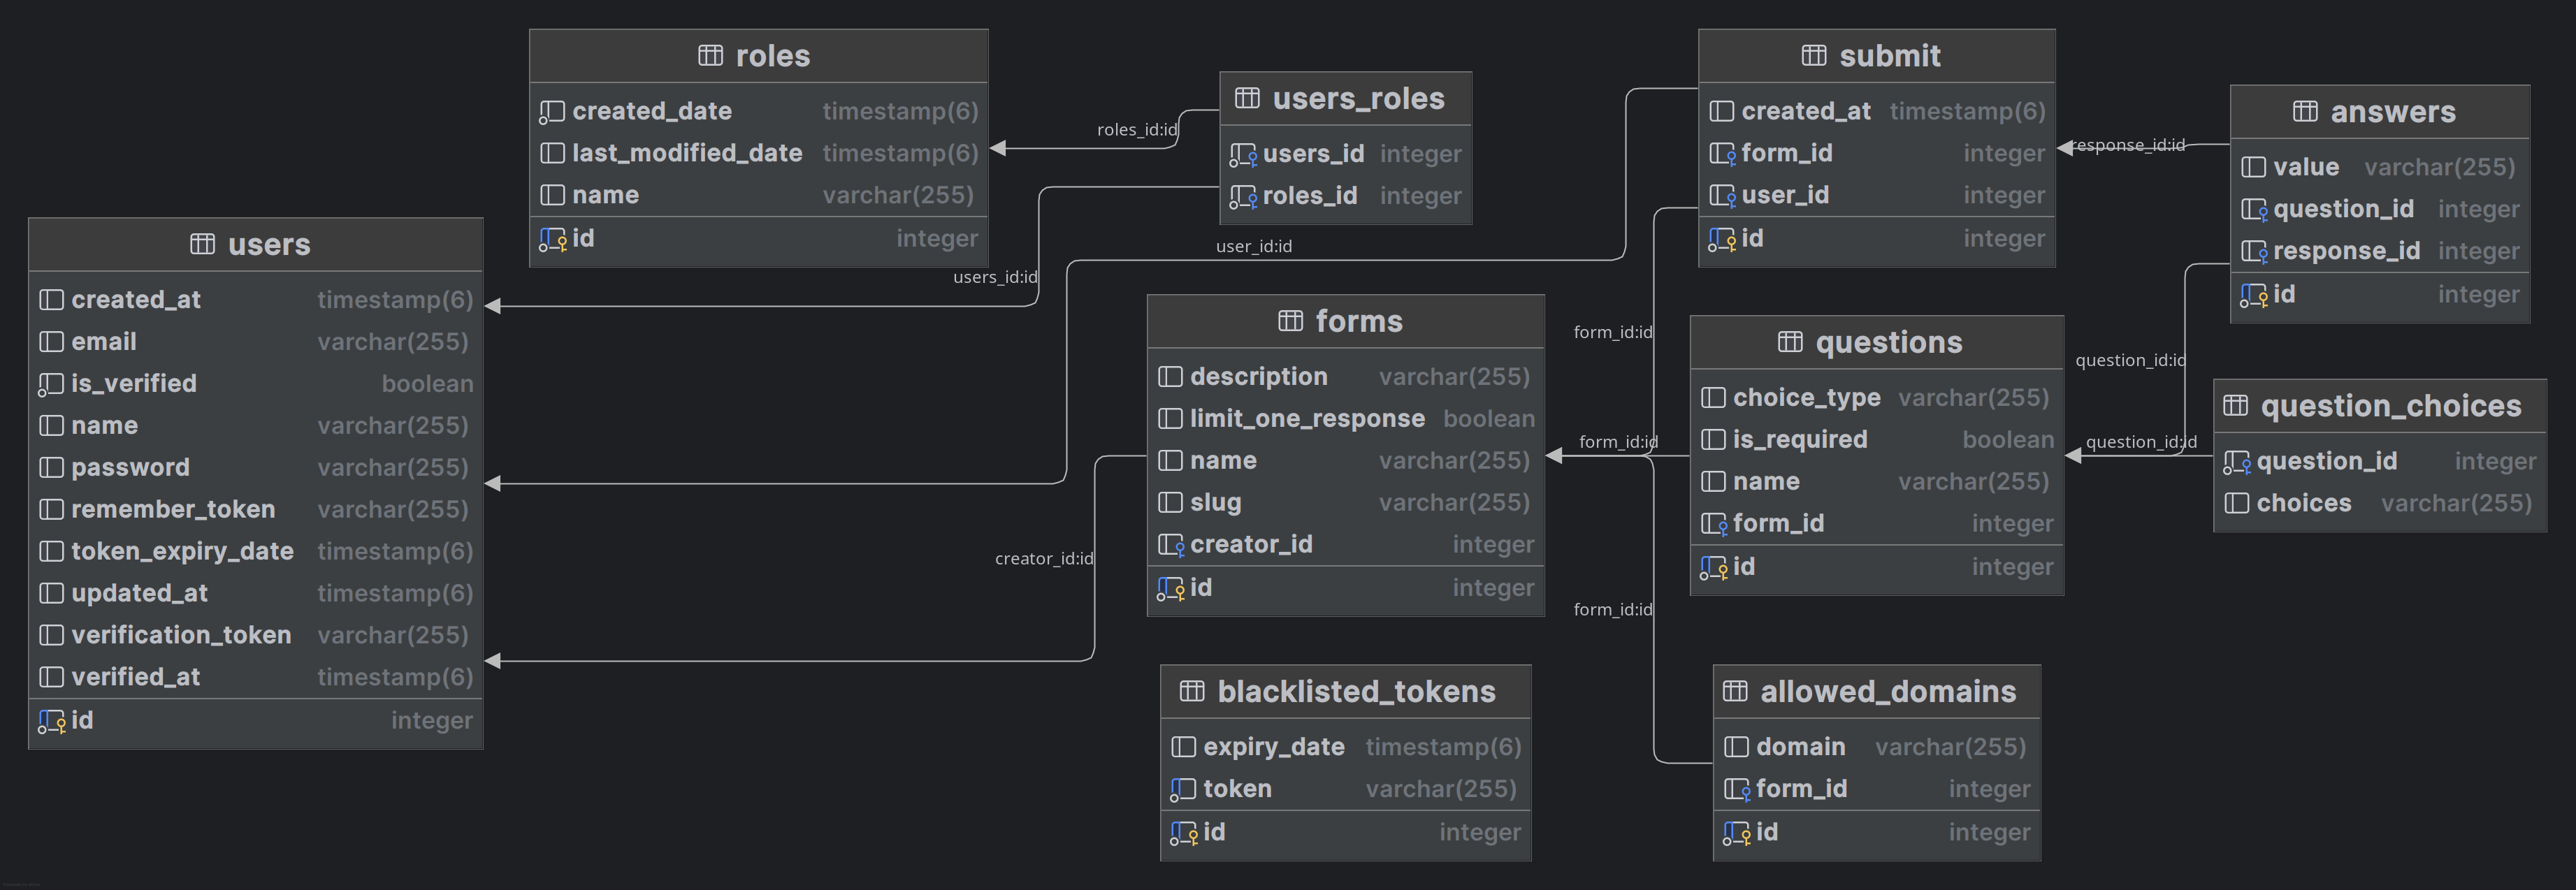 roles
created_date timestamp(6)
last_modified_date timestamp(6)
name varchar(255)
id integer
users_roles
users_id integer
roles_id integer
submit
created_at timestamp(6)
form_id integer
user_id integer
id integer
answers
value varchar(255)
question_id integer
response_id integer
id integer
users
created_at timestamp(6)
email varchar(255)
is_verified boolean
name varchar(255)
password varchar(255)
remember_token varchar(255)
token_expiry_date timestamp(6)
updated_at timestamp(6)
verification_token varchar(255)
verified_at timestamp(6)
id integer
forms
description varchar(255)
limit_one_response boolean
name varchar(255)
slug varchar(255)
creator_id integer
id integer
questions
choice_type varchar(255)
is_required boolean
name varchar(255)
form_id integer
id integer
question_choices
question_id integer
choices varchar(255)
blacklisted_tokens
expiry_date timestamp(6)
token varchar(255)
id integer
allowed_domains
domain varchar(255)
form_id integer
id integer
roles_id:id
users_id:id
user_id:id
response_id:id
form_id:id
question_id:id
form_id:id
question_id:id
creator_id:id
form_id:id